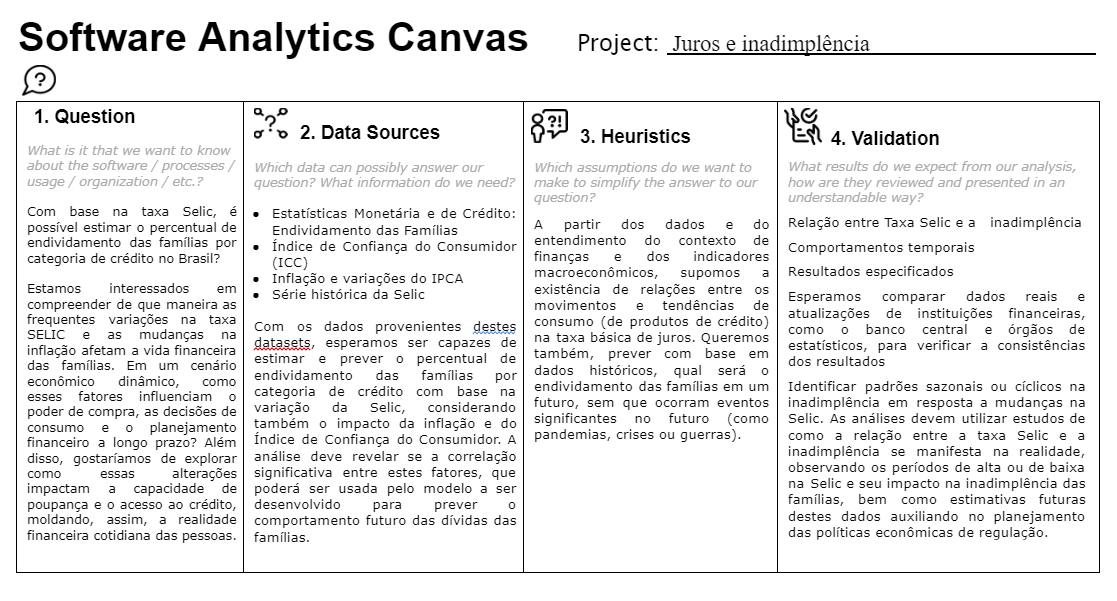 Software Analytics Canvas
Project: Juros e inadimplência
1. Question
What is it that we want to know
about the software / processes /
usage / organization / etc.?
Com base na taxa Selic, é
possível estimar o percentual de
endividamento das famílias por
categoria de crédito no Brasil?
Estamos interessados em
compreender de que maneira as
frequentes variações na taxa
SELIC e as mudanças na
inflação afetam a vida financeira
das famílias. Em um cenário
econômico dinâmico, como
esses fatores influenciam o
poder de compra, as decisões de
consumo e o planejamento
financeiro a longo prazo? Além
disso, gostaríamos de explorar
como essas alterações
impactam a capacidade de
poupança e o acesso ao crédito,
moldando, assim, a realidade
financeira cotidiana das pessoas.
2. Data Sources
Which data can possibly answer our
question? What information do we need?
• Estatísticas Monetária e de Crédito:
Endividamento das Famílias
• Índice de Confiança do Consumidor
(ICC)
• Inflação e variações do IPCA
• Série histórica da Selic
Com os dados provenientes destes
datasets, esperamos ser capazes de
estimar e prever o percentual de
endividamento das famílias por
categoria de crédito com base na
variação da Selic, considerando
também o impacto da inflação e do
Índice de Confiança do Consumidor. A
análise deve revelar se a correlação
significativa entre estes fatores, que
poderá ser usada pelo modelo a ser
desenvolvido para prever o
comportamento futuro das dívidas das
famílias.
3. Heuristics
Which assumptions do we want to
make to simplify the answer to our
question?
A partir dos dados e do
entendimento do contexto de
finanças e dos indicadores
macroeconômicos, supomos a
existência de relações entre os
movimentos e tendências de
consumo (de produtos de crédito)
na taxa básica de juros. Queremos
também, prever com base em
dados históricos, qual será o
endividamento das famílias em um
futuro, sem que ocorram eventos
significantes no futuro (como
pandemias, crises ou guerras).
4. Validation
What results do we expect from our analysis,
how are they reviewed and presented in an
understandable way?
Relação entre Taxa Selic e a inadimplência
Comportamentos temporais
Resultados especificados
Esperamos comparar dados reais e
atualizações de instituições financeiras,
como o banco central e órgãos de
estatísticos, para verificar a consistências
dos resultados
Identificar padrões sazonais ou cíclicos na
inadimplência em resposta a mudanças na
Selic. As análises devem utilizar estudos de
como a relação entre a taxa Selic e a
inadimplência se manifesta na realidade,
observando os períodos de alta ou de baixa
na Selic e seu impacto na inadimplência das
famílias, bem como estimativas futuras
destes dados auxiliando no planejamento
das políticas econômicas de regulação.